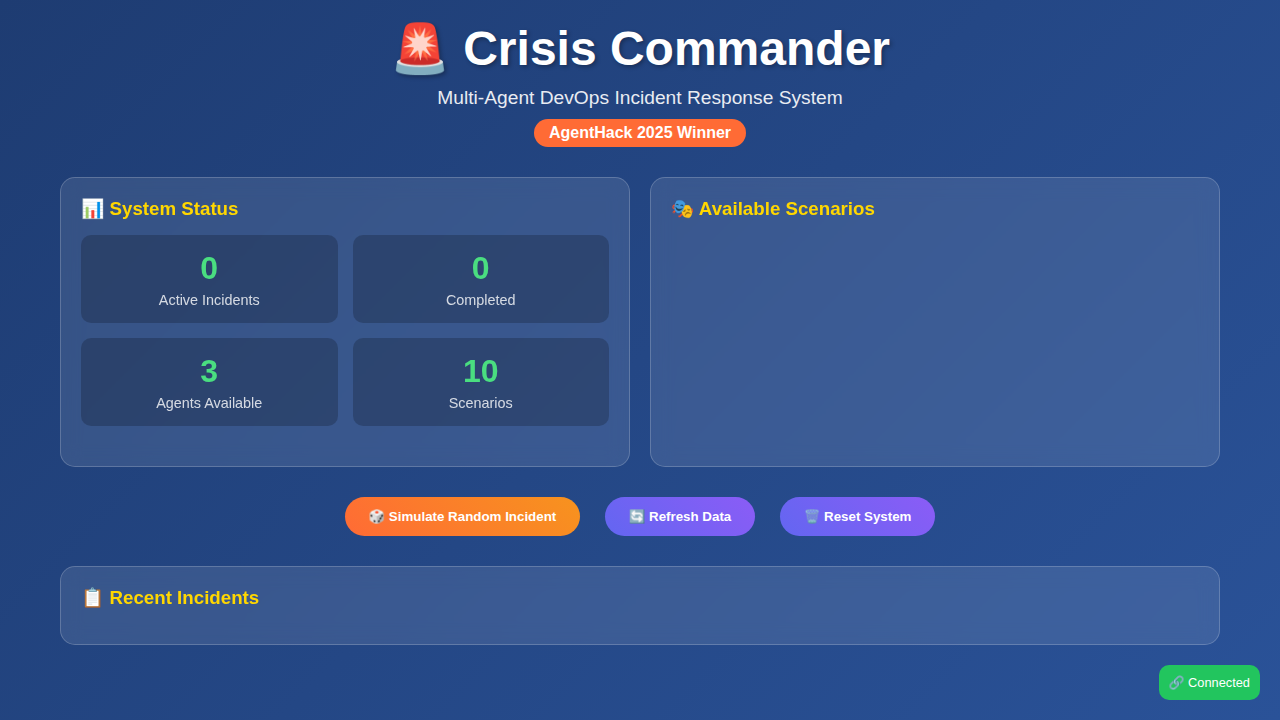 🚨 Crisis Commander
Multi-Agent DevOps Incident Response System
AgentHack 2025 Winner
📊 System Status
0
Active Incidents
0
Completed
3
Agents Available
10
Scenarios
🎭 Available Scenarios
🎲 Simulate Random Incident
🔄 Refresh Data
🗑️ Reset System
📋 Recent Incidents
🔗 Connected